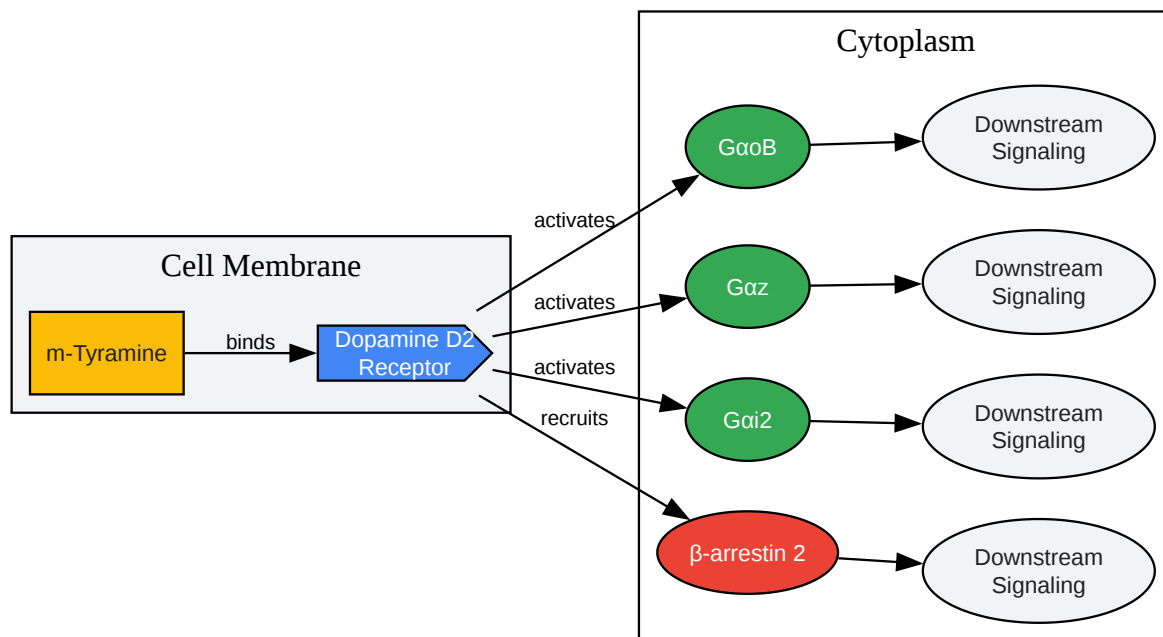 Cytoplasm
GαoB
Downstream
Signaling
activates
Cell Membrane
m-Tyramine
binds
Dopamine D2
Receptor
activates
Gαz
Downstream
Signaling
activates
Gαi2
Downstream
Signaling
recruits
β-arrestin 2
Downstream
Signaling